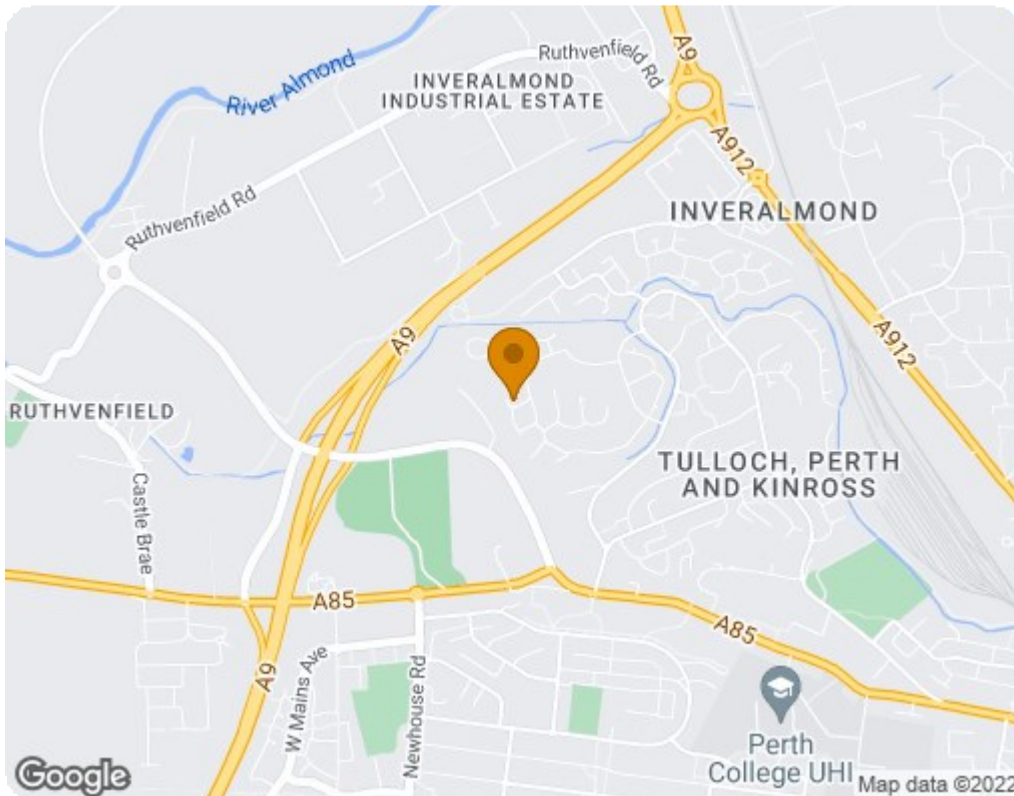 A9
Ruthvenfield Rd
River Almond
INVERALMOND
INDUSTRIAL ESTATE
A912
Ruthvenfield Rd
INVERALMOND
A9
A912
RUTHVENFIELD
TULLOCH, PERTH
AND KINROSS
Castle Brae
A85
A85
A9
W Mains Ave
Newhouse Rd
Perth
College UHI
Google
Map data ©2022